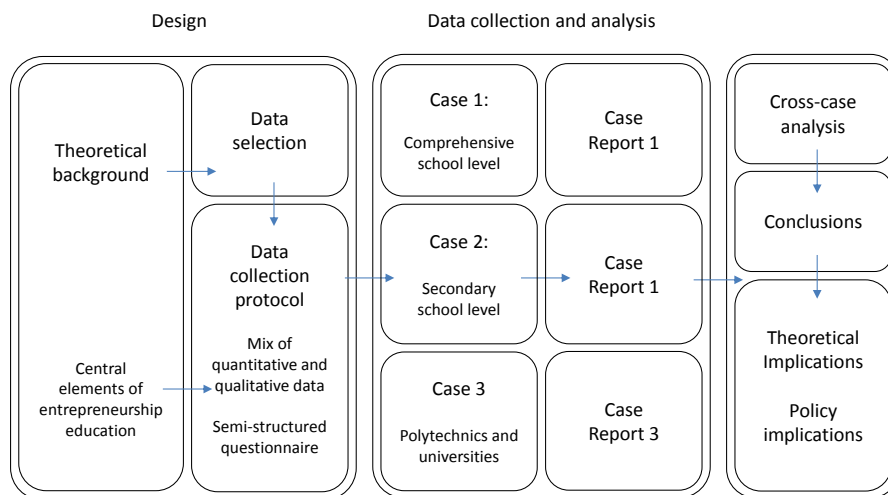 Design
Data collection and analysis
Theoretical
background
Central
elements of
entrepreneurship
education
Data
selection
Data
collection
protocol
Mix of
quantitative and
qualitative data
Semi-structured
questionnaire
Case 1:
Comprehensive
school level
Case
Report 1
Case 2:
Secondary
school level
Case
Report 1
Case 3
Polytechnics and
universities
Case
Report 3
Cross-case
analysis
Conclusions
Theoretical
Implications
Policy
implications